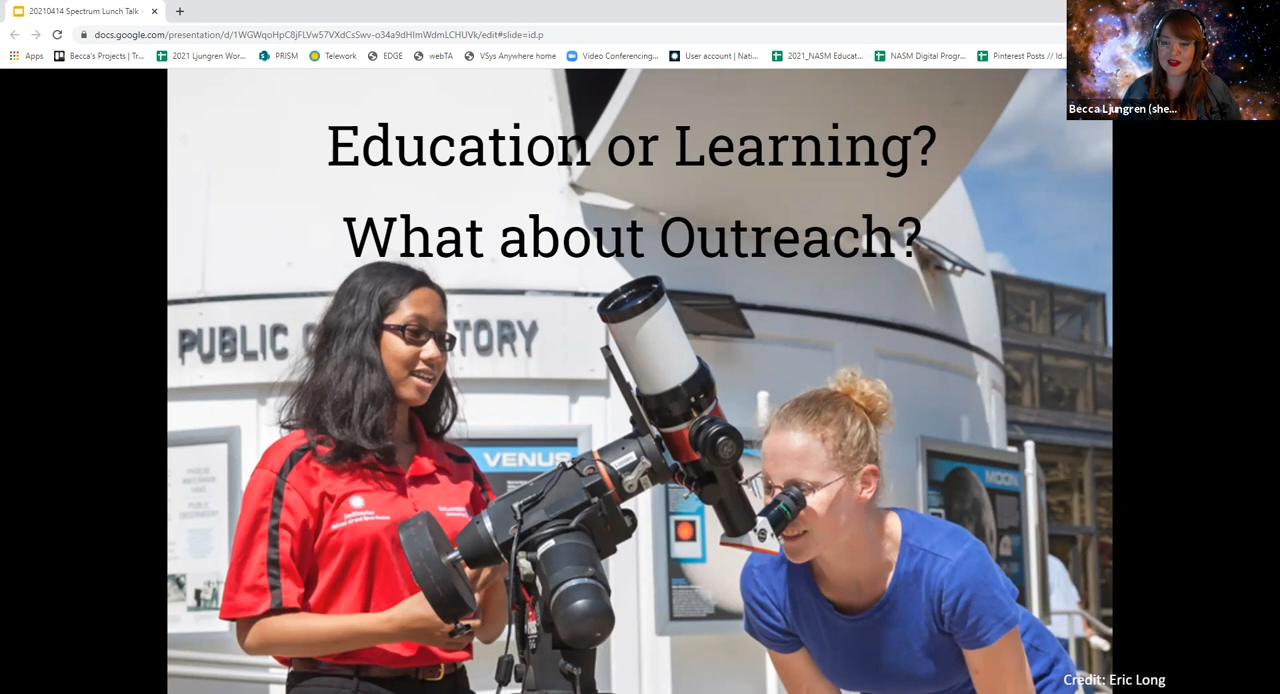 20210414 Spectrum Lunch Talk -
docs.google.com/presentation/d/1WGWqoHpC8jFLVw57VXdCsSwv-o34a9dHImWdmLCHUVk/edit#slide=id.p
Apps Becca's Projects | Tr... 2021 Ljungren Wor... PRISM Telework EDGE webTA VSys Anywhere home Video Conferencing... User account | Nati... 2021_NASM Educat... NASM Digital Progr... Pinterest Posts // Id...
Becca Ljungren (she...
Education or Learning?
What about Outreach?
PUBLIC O TORY
VENUS
MOON
Smithsonian
Credit: Eric Long